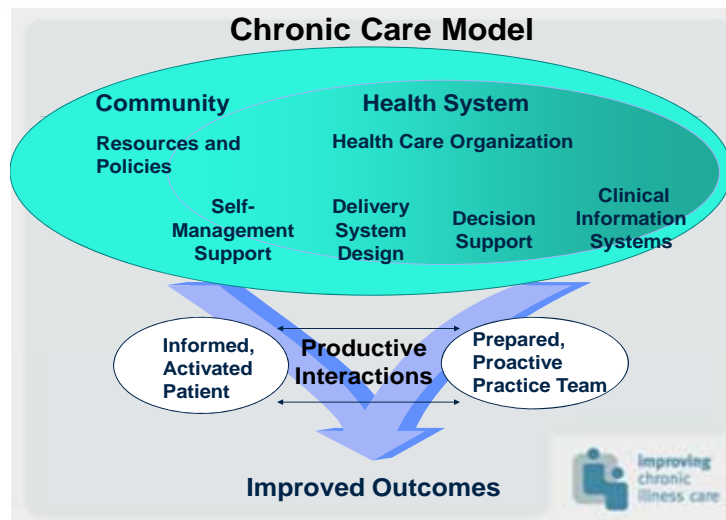 Chronic Care Model
Community
Health System
Resources and
Policies
Health Care Organization
Self-
Management
Support
Delivery
System
Design
Decision
Support
Clinical
Information
Systems
Informed,
Activated
Patient
Productive
Interactions
Prepared,
Proactive
Practice Team
Improved Outcomes
Improving
chronic
illness care